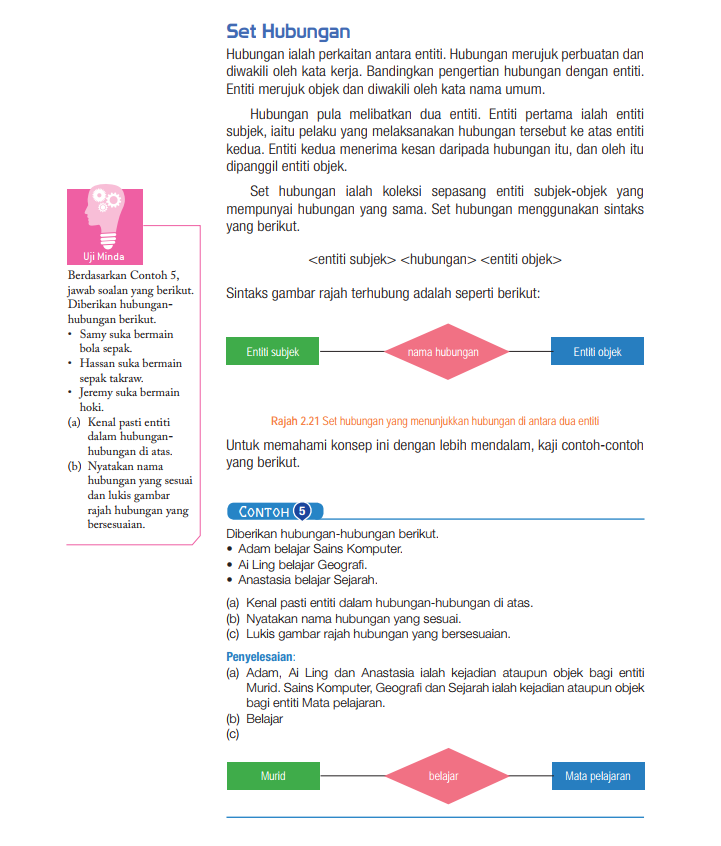 Set Hubungan
Hubungan ialah perkaitan antara entiti. Hubungan merujuk perbuatan dan
diwakili oleh kata kerja. Bandingkan pengertian hubungan dengan entiti.
Entiti merujuk objek dan diwakili oleh kata nama umum.
Hubungan pula melibatkan dua entiti. Entiti pertama ialah entiti
subjek, iaitu pelaku yang melaksanakan hubungan tersebut ke atas entiti
kedua. Entiti kedua menerima kesan daripada hubungan itu, dan oleh itu
dipanggil entiti objek.
Set hubungan ialah koleksi sepasang entiti subjek-objek yang
mempunyai hubungan yang sama. Set hubungan menggunakan sintaks
yang berikut.
<entiti subjek> <hubungan> <entiti objek>
Sintaks gambar rajah terhubung adalah seperti berikut:
Entiti subjek
nama hubungan
Entiti objek
Rajah 2.21 Set hubungan yang menunjukkan hubungan di antara dua entiti
Untuk memahami konsep ini dengan lebih mendalam, kaji contoh-contoh
yang berikut.
Uji Minda
Berdasarkan Contoh 5,
jawab soalan yang berikut.
Diberikan hubungan-
hubungan berikut.
• Samy suka bermain
bola sepak.
• Hassan suka bermain
sepak takraw.
• Jeremy suka bermain
hoki.
(a) Kenal pasti entiti
dalam hubungan-
hubungan di atas.
(b) Nyatakan nama
hubungan yang sesuai
dan lukis gambar
rajah hubungan yang
bersesuaian.
CONTOH 5
Diberikan hubungan-hubungan berikut.
• Adam belajar Sains Komputer.
• Ai Ling belajar Geografi.
• Anastasia belajar Sejarah.
(a) Kenal pasti entiti dalam hubungan-hubungan di atas.
(b) Nyatakan nama hubungan yang sesuai.
(c) Lukis gambar rajah hubungan yang bersesuaian.
Penyelesaian:
(a) Adam, Ai Ling dan Anastasia ialah kejadian ataupun objek bagi entiti
Murid. Sains Komputer, Geografi dan Sejarah ialah kejadian ataupun objek
bagi entiti Mata pelajaran.
(b) Belajar
(c)
Murid
belajar
Mata pelajaran